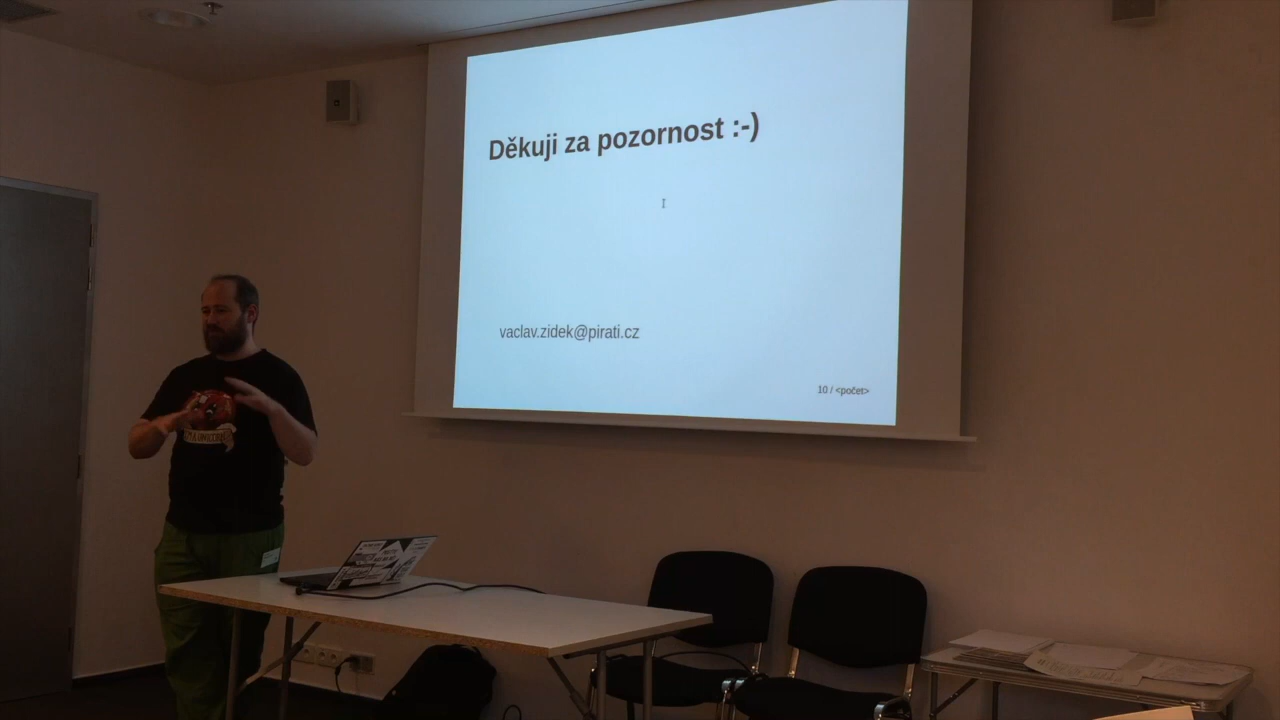 Děkuji za pozornost :-)
vaclav.zidek@pirati.cz
10 / <počet>